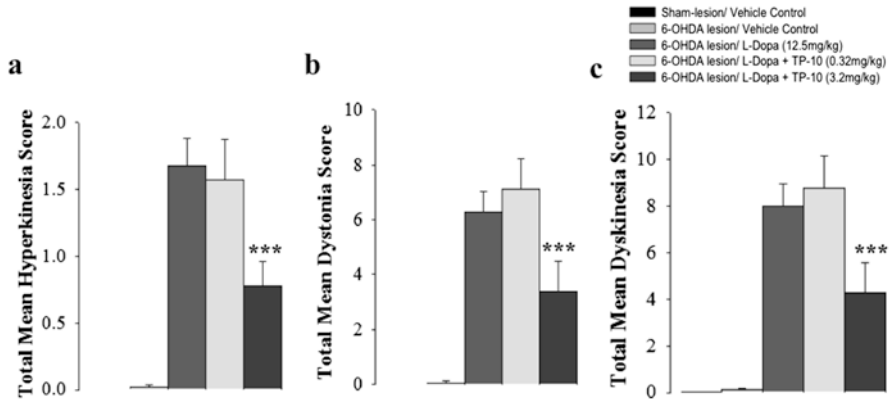 Sham-lesion/ Vehicle Control
6-OHDA lesion/ Vehicle Control
6-OHDA lesion/ L-Dopa (12.5mg/kg)
6-OHDA lesion/ L-Dopa + TP-10 (0.32mg/kg)
6-OHDA lesion/ L-Dopa + TP-10 (3.2mg/kg)
a
Total Mean Hyperkinesia Score
2.0
1.5
1.0
0.5
0.0
***
b
Total Mean Dystonia Score
10
8
6
4
2
0
***
c
Total Mean Dyskinesia Score
12
10
8
6
4
2
0
***